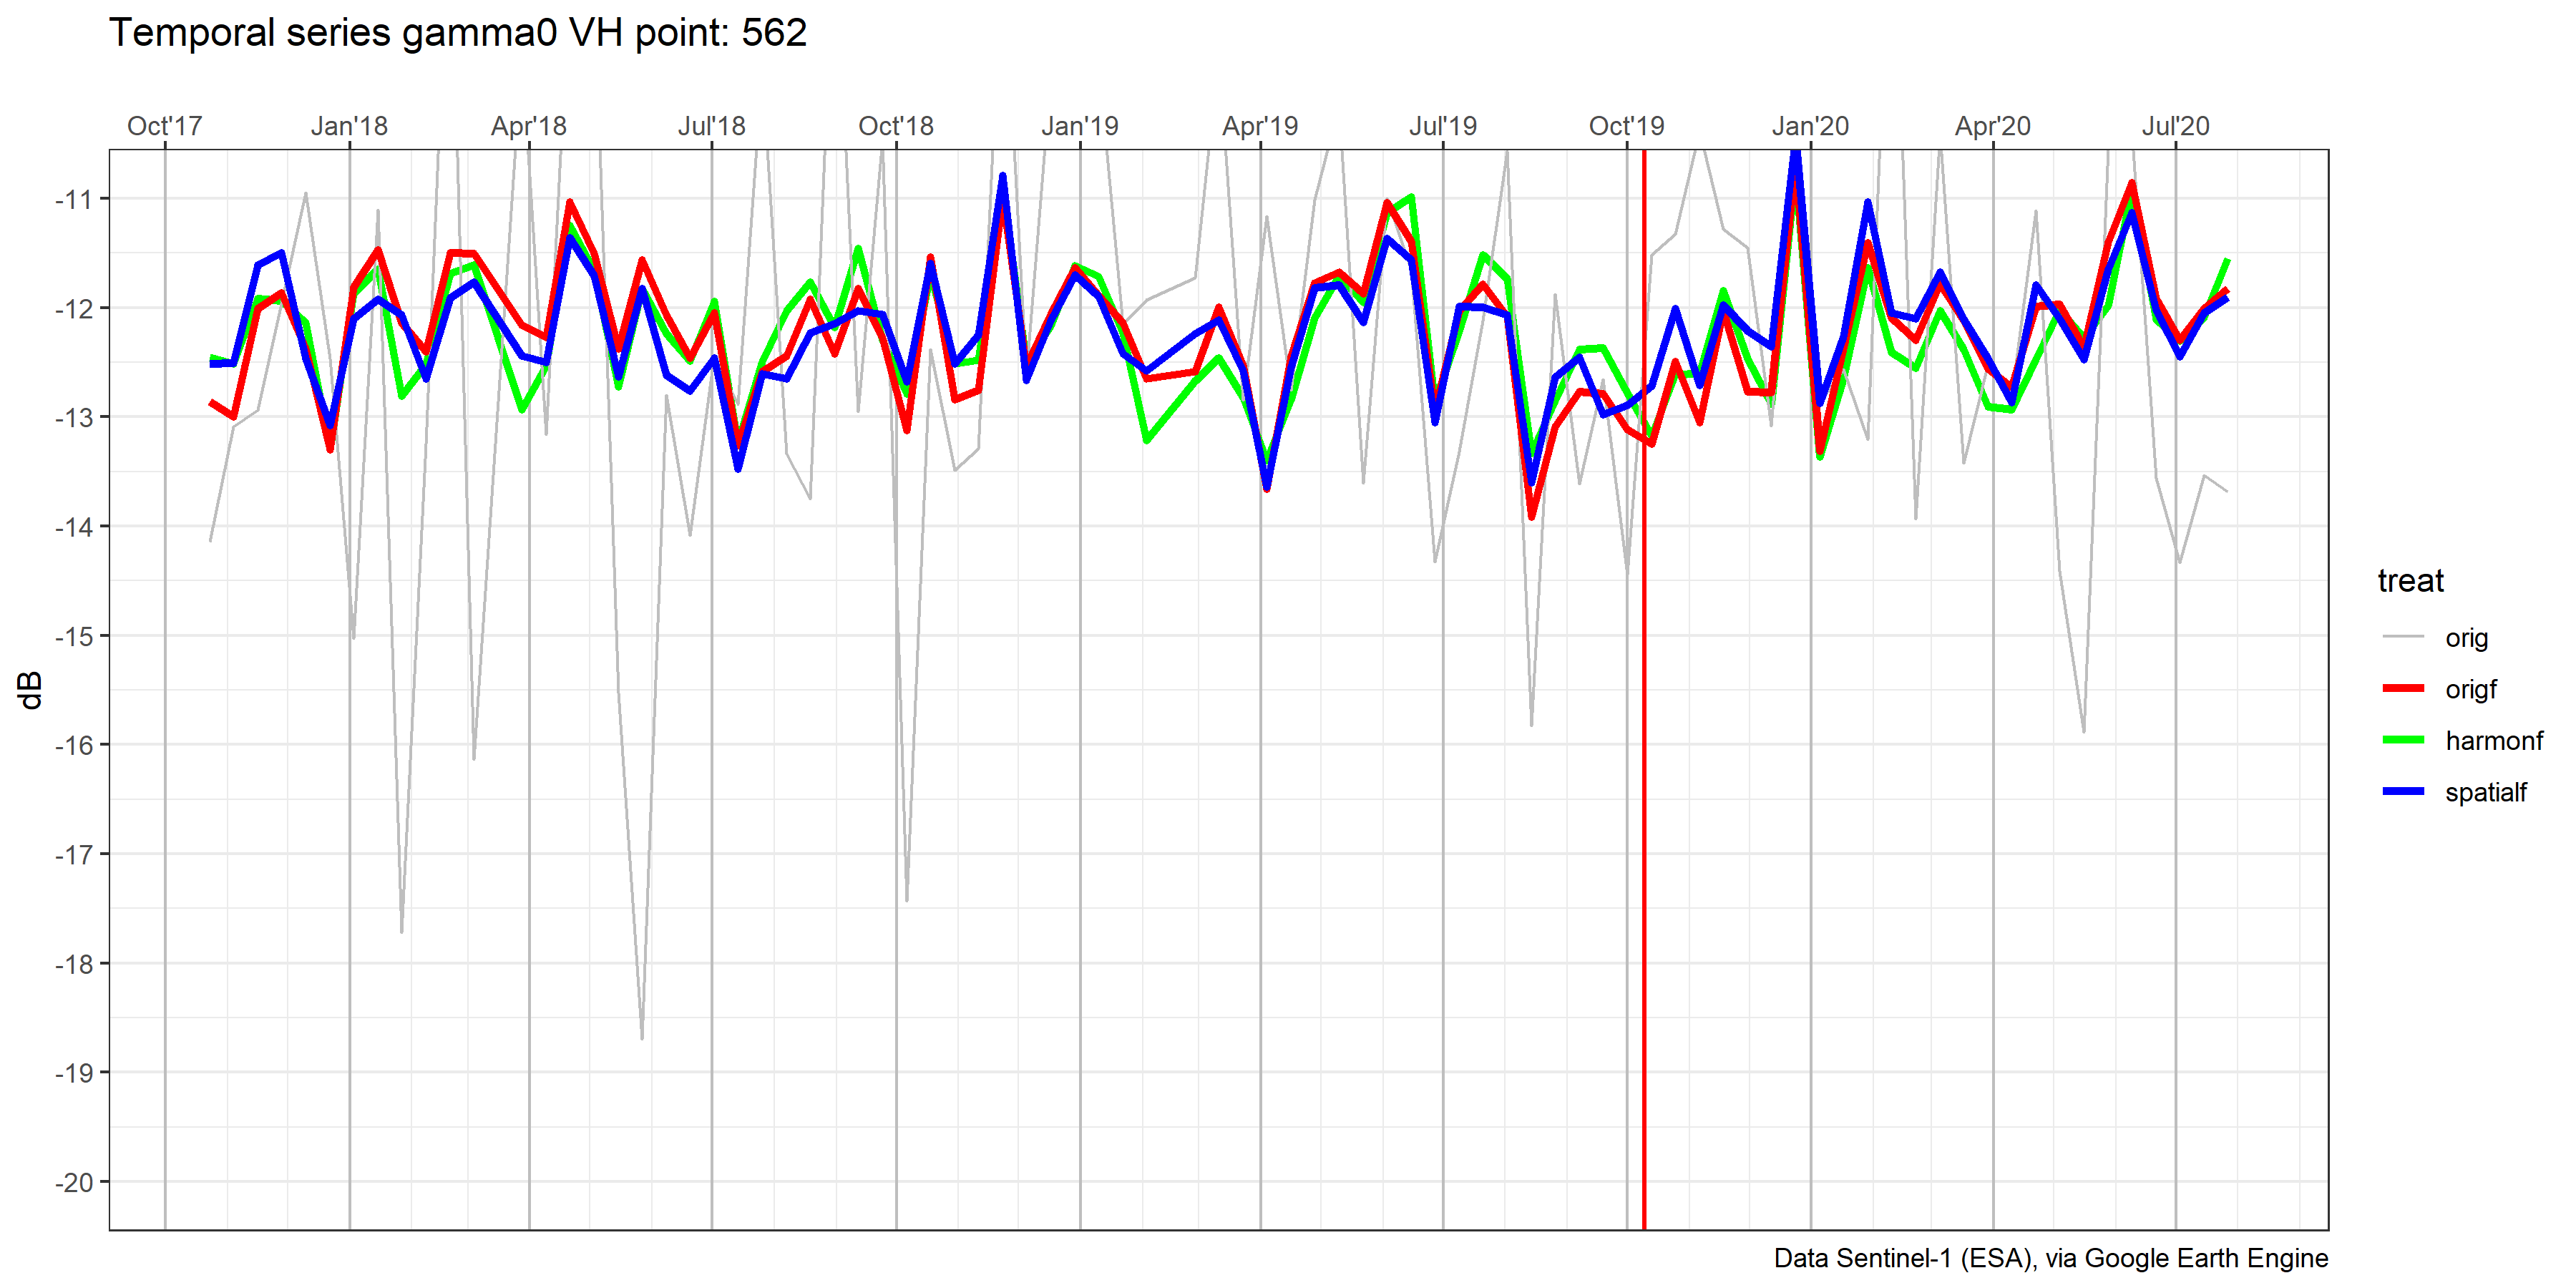 Temporal series gamma0 VH point: 562
Oct'17 Jan'18 Apr'18 Jul'18 Oct'18 Jan'19 Apr'19 Jul'19 Oct'19 Jan'20 Apr'20 Jul'20
-11
-12
-13
-14
-15
-16
-17
-18
-19
-20
dB
treat
orig
origf
harmonf
spatialf
Data Sentinel-1 (ESA), via Google Earth Engine